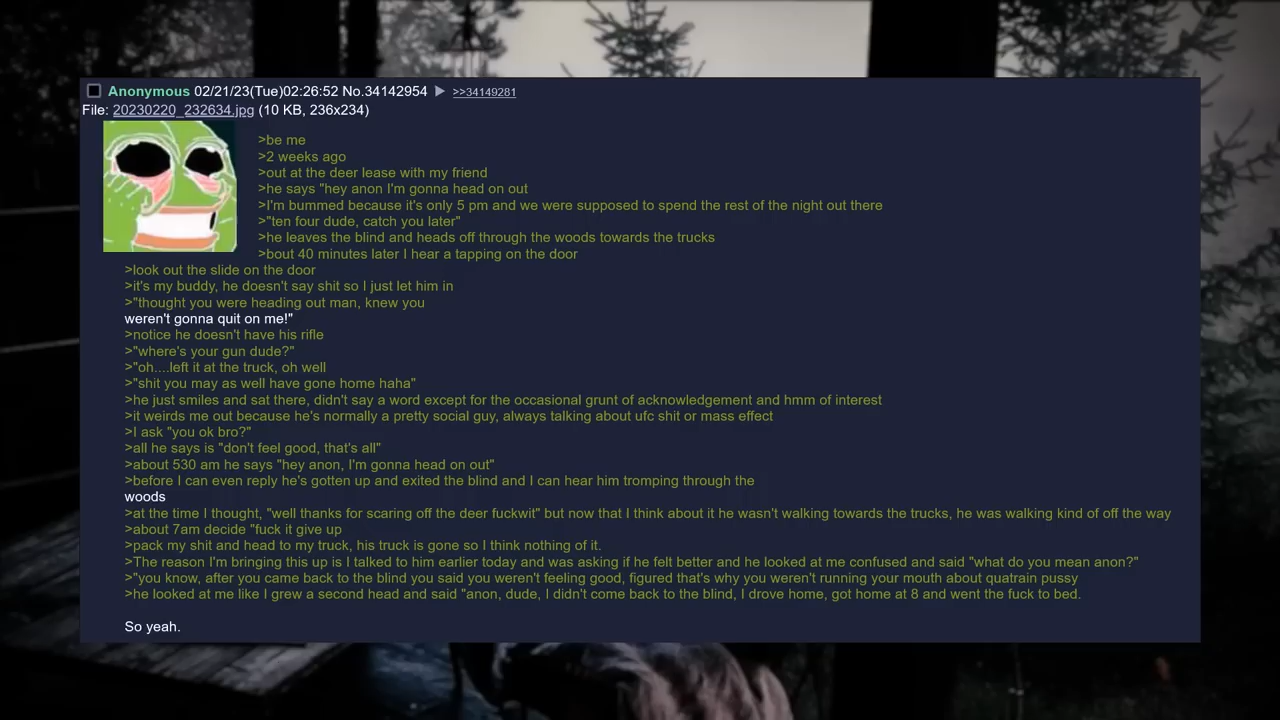 Anonymous 02/21/23(Tue)02:26:52 No.34142954 ▶ >>34149281
File: 20230220_232634.jpg (10 KB, 236x234)
>be me
>2 weeks ago
>out at the deer lease with my friend
>he says "hey anon I'm gonna head on out
>I'm bummed because it's only 5 pm and we were supposed to spend the rest of the night out there
>"ten four dude, catch you later"
>he leaves the blind and heads off through the woods towards the trucks
>bout 40 minutes later I hear a tapping on the door
>look out the slide on the door
>it's my buddy, he doesn't say shit so I just let him in
>"thought you were heading out man, knew you
weren't gonna quit on me!"
>notice he doesn't have his rifle
>"where's your gun dude?"
>"oh....left it at the truck, oh well
>"shit you may as well have gone home haha"
>he just smiles and sat there, didn't say a word except for the occasional grunt of acknowledgement and hmm of interest
>it weirds me out because he's normally a pretty social guy, always talking about ufc shit or mass effect
>I ask "you ok bro?"
>all he says is "don't feel good, that's all"
>about 530 am he says "hey anon, I'm gonna head on out"
>before I can even reply he's gotten up and exited the blind and I can hear him tromping through the
woods
>at the time I thought, "well thanks for scaring off the deer fuckwit" but now that I think about it he wasn't walking towards the trucks, he was walking kind of off the way
>about 7am decide "fuck it give up
>pack my shit and head to my truck, his truck is gone so I think nothing of it.
>The reason I'm bringing this up is I talked to him earlier today and was asking if he felt better and he looked at me confused and said "what do you mean anon?"
>"you know, after you came back to the blind you said you weren't feeling good, figured that's why you weren't running your mouth about quatrain pussy
>he looked at me like I grew a second head and said "anon, dude, I didn't come back to the blind, I drove home, got home at 8 and went the fuck to bed.
So yeah.